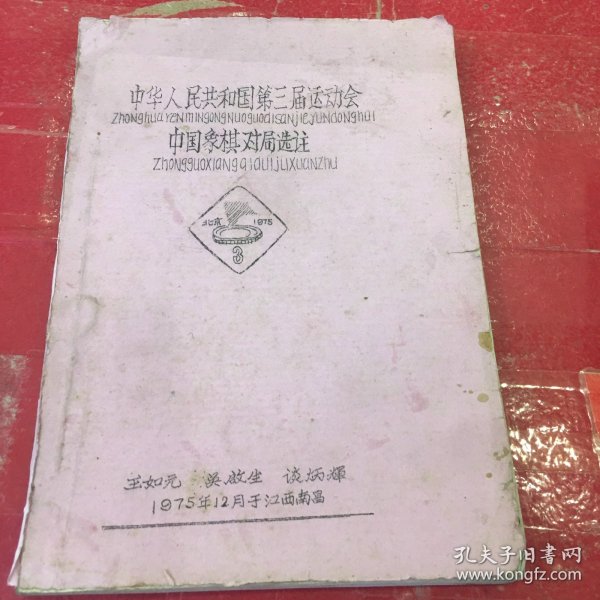 中华人民共和国第三届运动会
zhonghuarenmingongheguodisanjieyundonghui
中国象棋对局选注
zhongguoxiangqiduijuxuanzhu
北京 1975
3
王如元 吴啟生 谈炳辉
1975年12月于江西南昌
孔夫子旧书网
www.kongfz.com